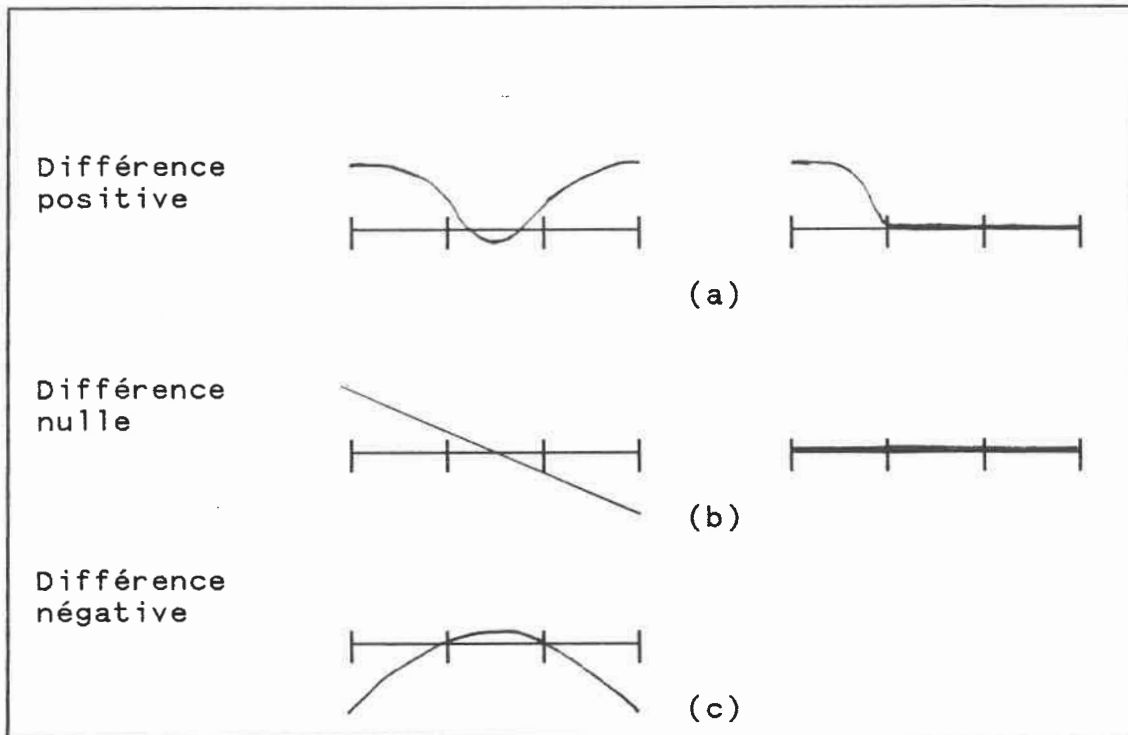 Différence
positive
(a)
Différence
nulle
(b)
Différence
négative
(c)